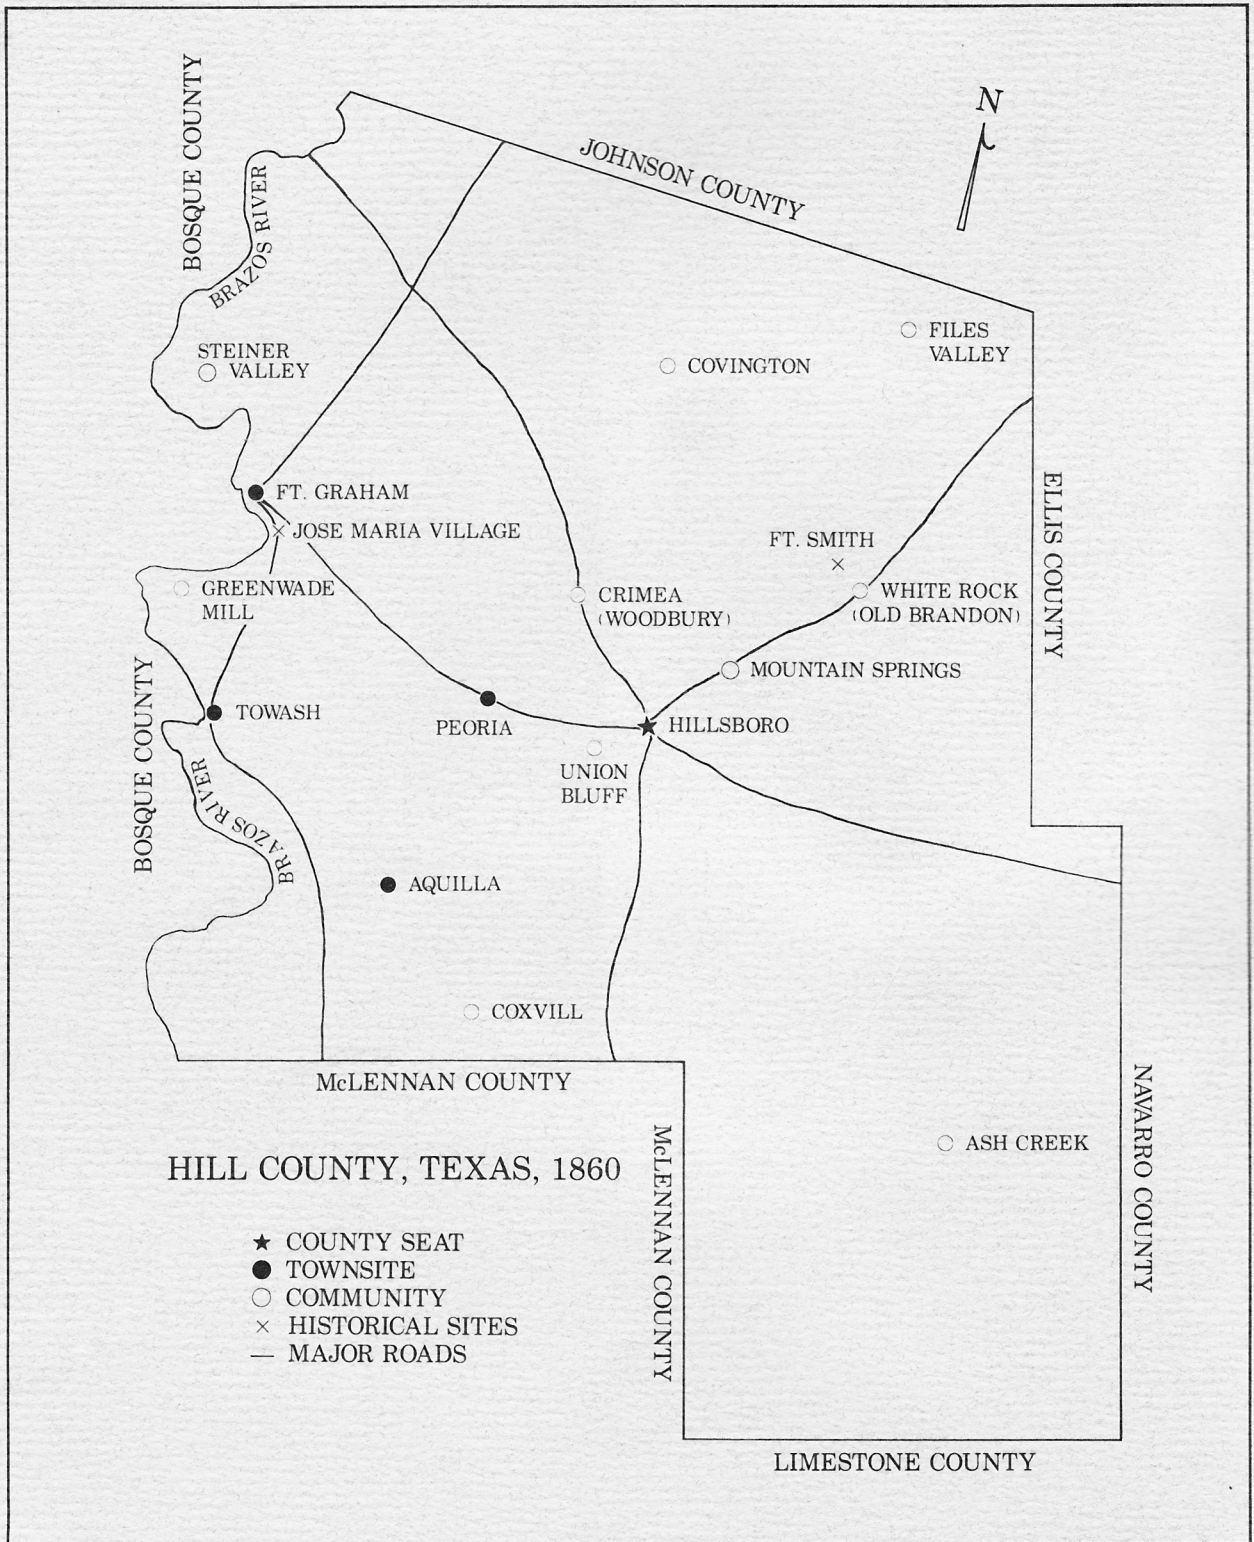 BOSQUE COUNTY
N
JOHNSON COUNTY
BRAZOS RIVER
FILES
VALLEY
STEINER
VALLEY
COVINGTON
FT. GRAHAM
ELLIS COUNTY
JOSE MARIA VILLAGE
FT. SMITH
GREENWADE
MILL
CRIMEA
(WOODBURY)
WHITE ROCK
(OLD BRANDON)
MOUNTAIN SPRINGS
BOSQUE COUNTY
TOWASH
PEORIA
HILLSBORO
BRAZOS RIVER
UNION
BLUFF
AQUILLA
COXVILL
McLENNAN COUNTY
NAVARRO COUNTY
McLENNAN COUNTY
ASH CREEK
HILL COUNTY, TEXAS, 1860
COUNTY SEAT
TOWNSITE
COMMUNITY
HISTORICAL SITES
MAJOR ROADS
LIMESTONE COUNTY